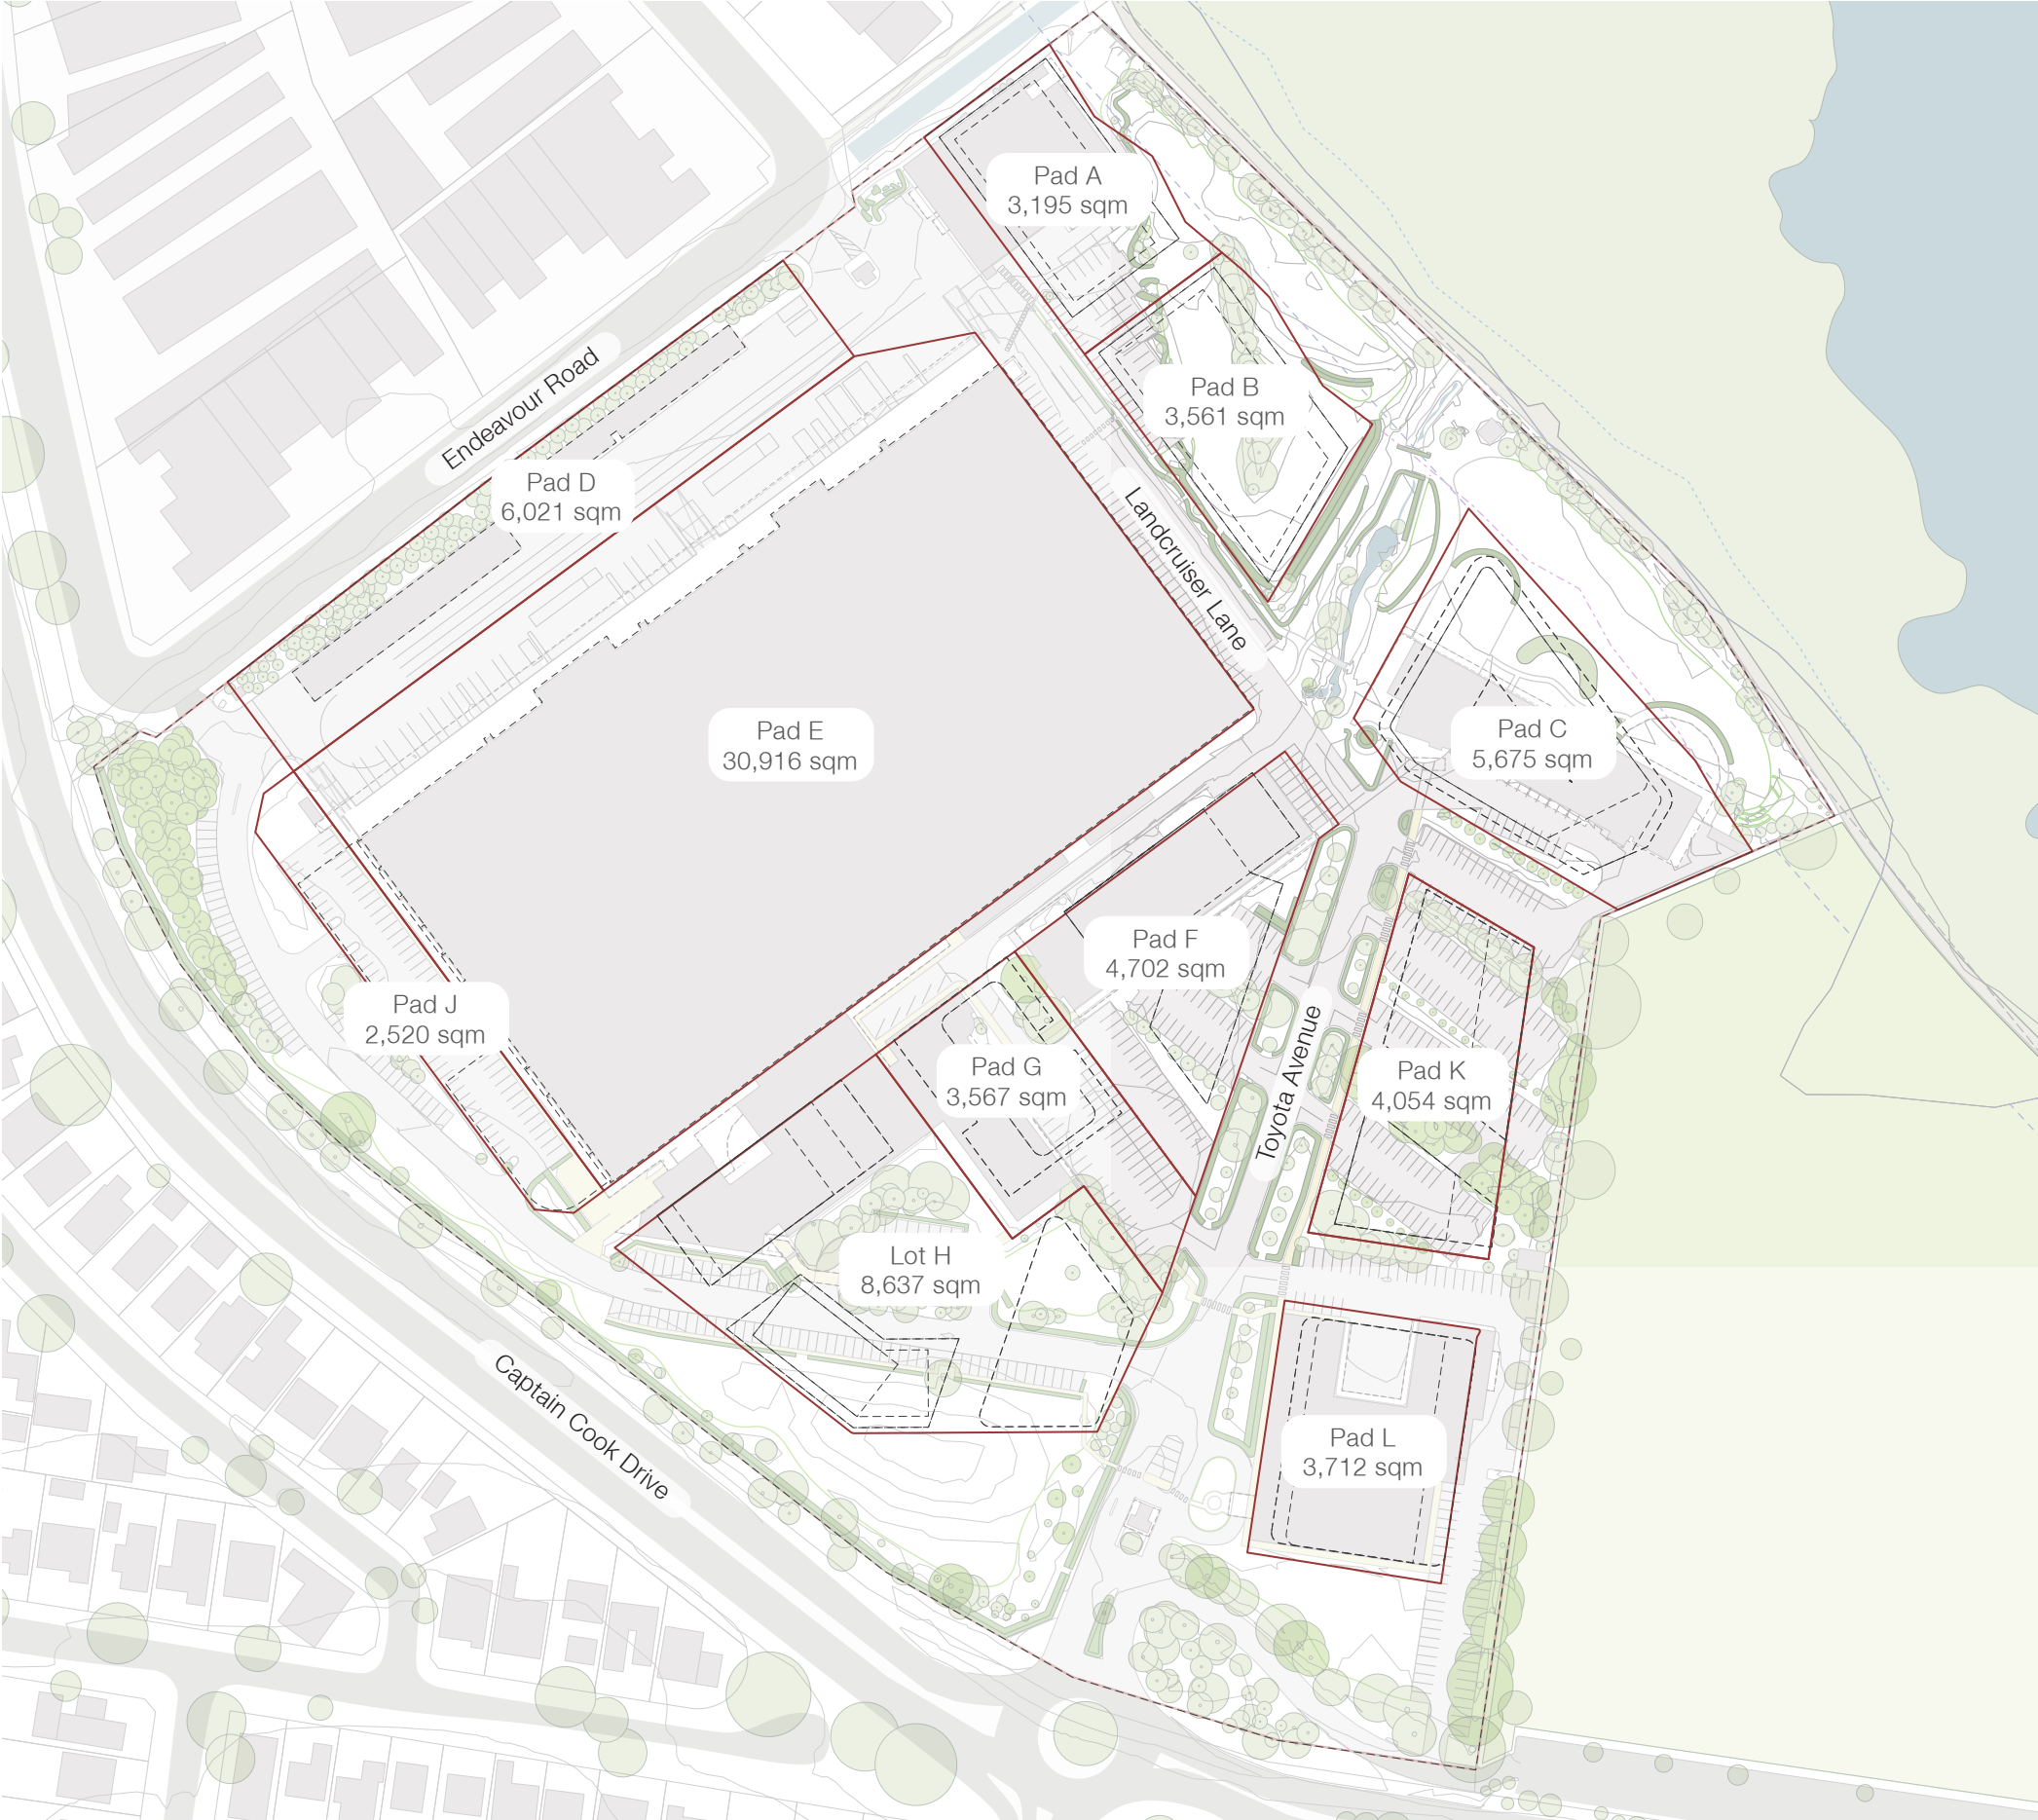 Pad A
3,195 sqm
Endeavour Road
Pad B
3,561 sqm
Pad D
6,021 sqm
Landcruiser Lane
Pad E
30,916 sqm
Pad C
5,675 sqm
Pad F
4,702 sqm
Pad J
2,520 sqm
Pad G
3,567 sqm
Toyota Avenue
Pad K
4,054 sqm
Lot H
8,637 sqm
Captain Cook Drive
Pad L
3,712 sqm